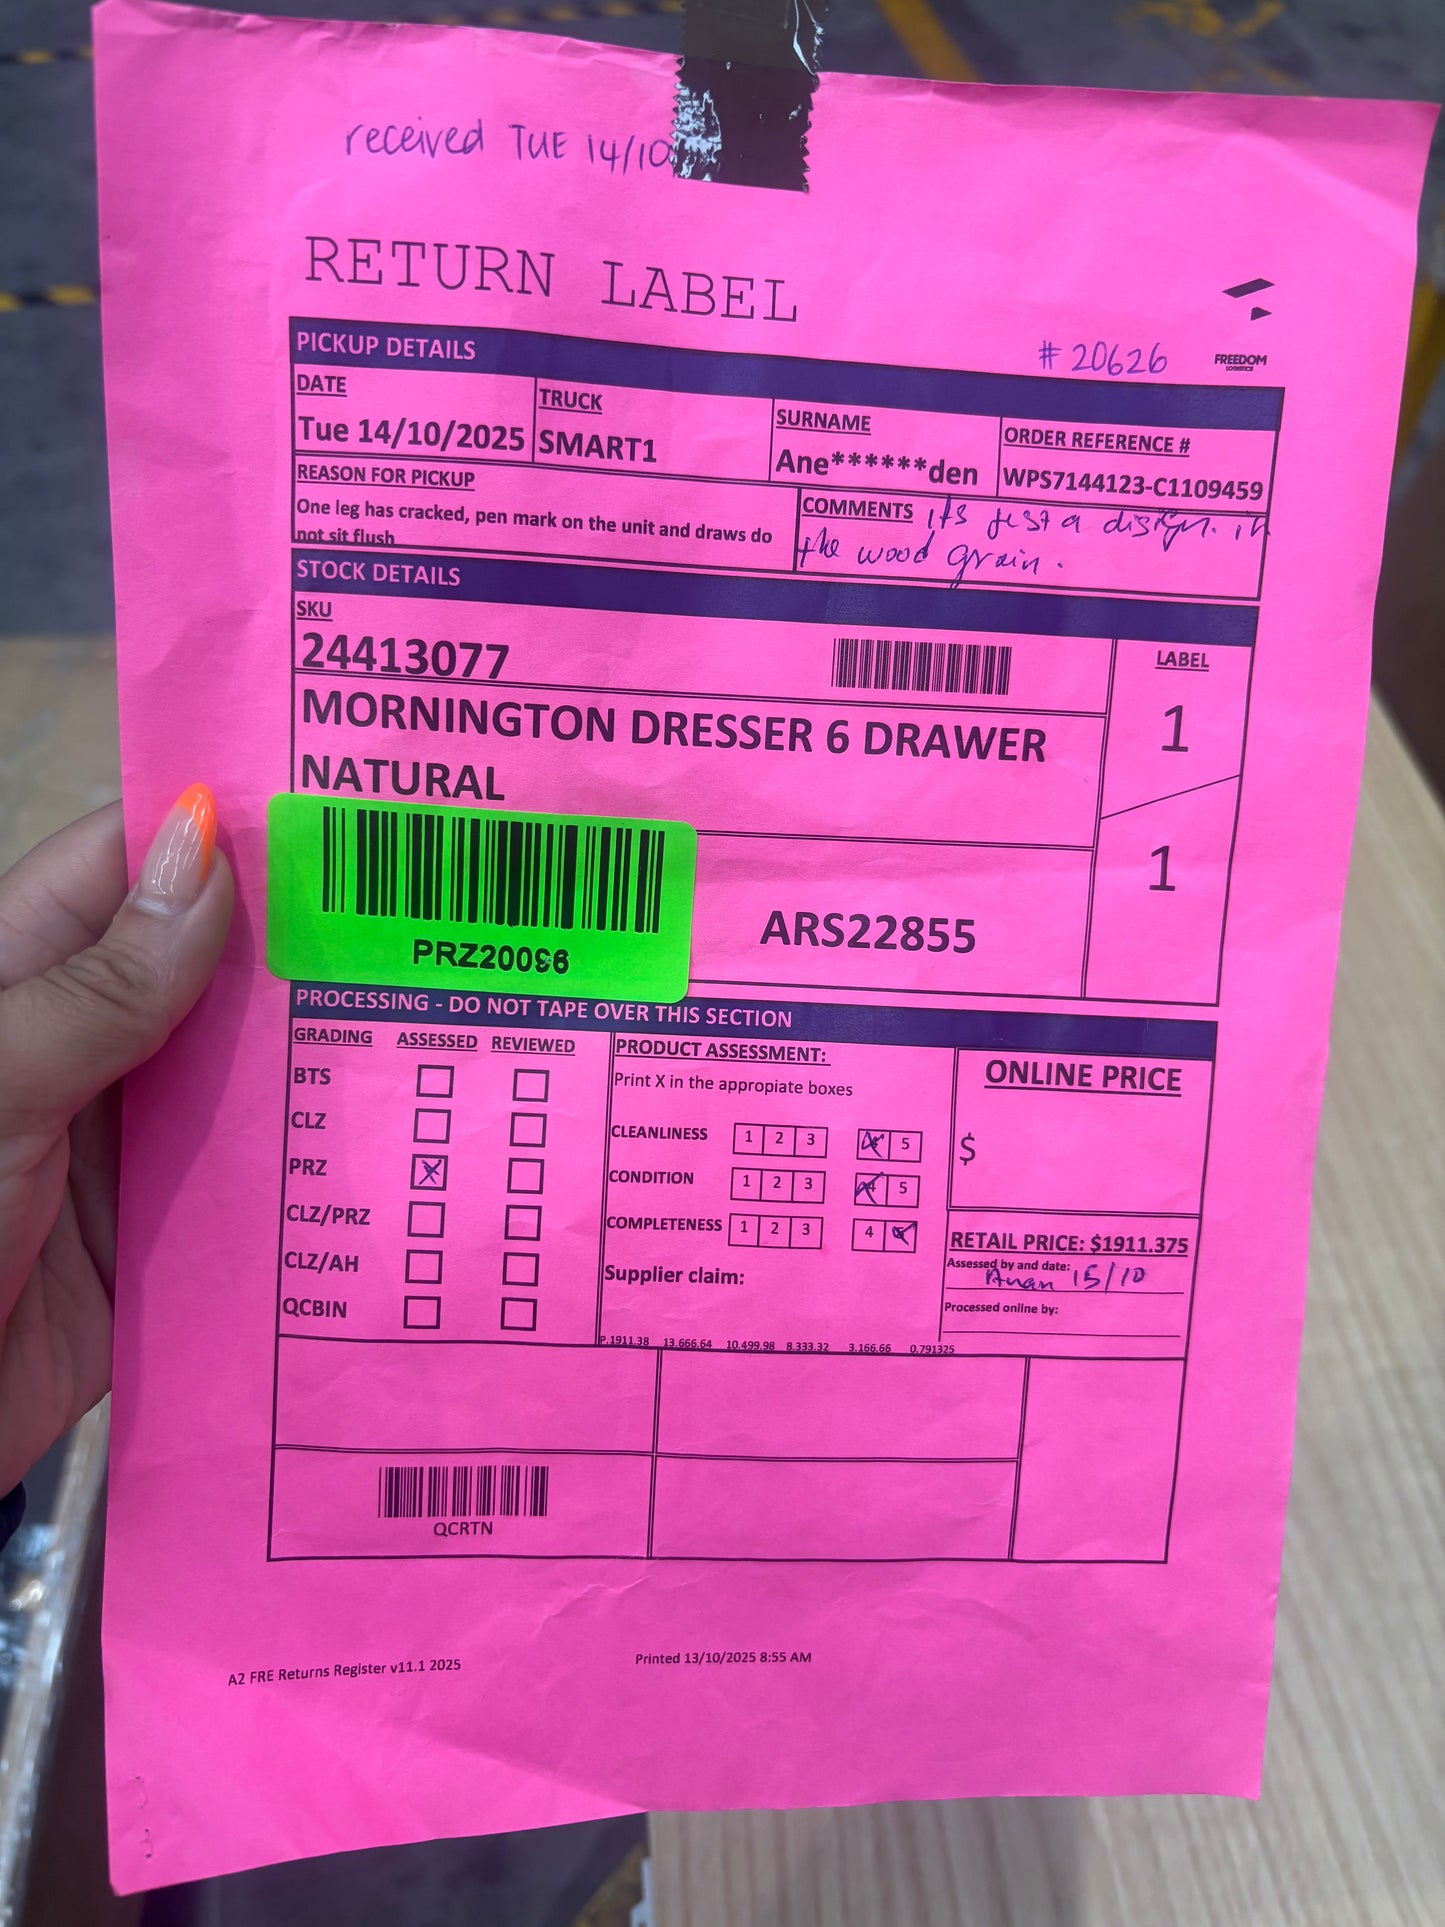 received TUE 14/10
RETURN LABEL
FREEDOM
LOGISTICS
# 20626
PICKUP DETAILS
DATE
Tue 14/10/2025
TRUCK
SMART1
SURNAME
Ane******den
ORDER REFERENCE #
WPS7144123-C1109459
REASON FOR PICKUP
One leg has cracked, pen mark on the unit and draws do
not sit flush
COMMENTS its just a design. in
the wood grain.
STOCK DETAILS
SKU
24413077
LABEL
1
1
MORNINGTON DRESSER 6 DRAWER
NATURAL
ARS22855
PROCESSING - DO NOT TAPE OVER THIS SECTION
GRADING ASSESSED REVIEWED
BTS
CLZ
PRZ X
CLZ/PRZ
CLZ/AH
QCBIN
PRODUCT ASSESSMENT:
Print X in the appropiate boxes
CLEANLINESS 1 2 3 4 5
CONDITION 1 2 3 4 5
COMPLETENESS 1 2 3 4 5
Supplier claim:
P.1911.38 13.666.64 10.499.98 8.333.32 3.166.66 0.791325
ONLINE PRICE
$
RETAIL PRICE: $1911.375
Assessed by and date:
15/10
Processed online by:
QCRTN
A2 FRE Returns Register v11.1 2025
Printed 13/10/2025 8:55 AM